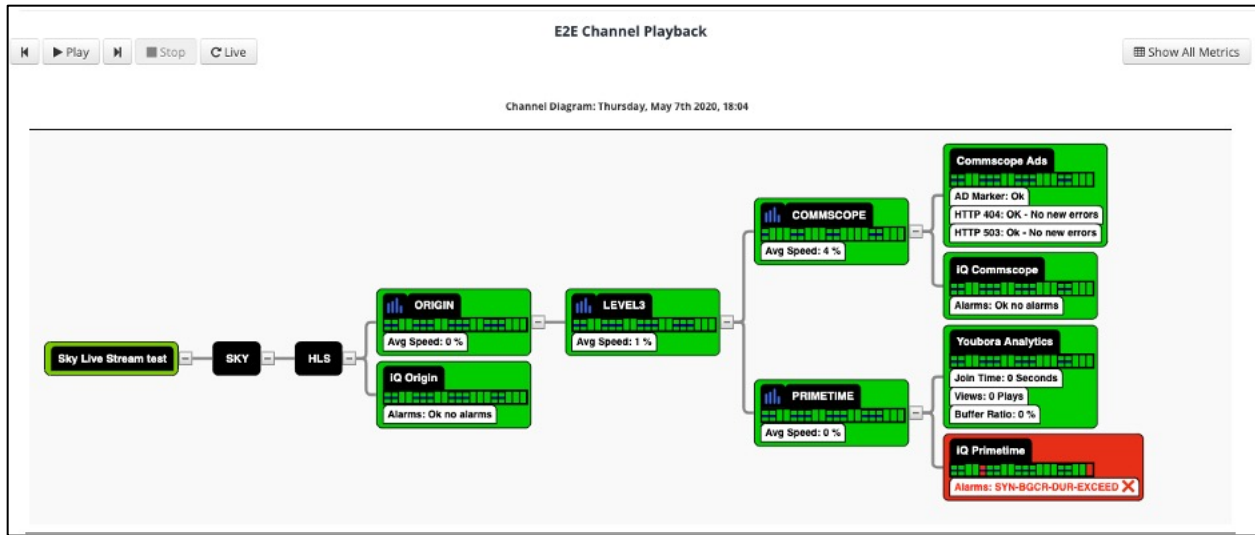 E2E Channel Playback
Play
Stop
Live
Show All Metrics
Channel Diagram: Thursday, May 7th 2020, 18:04
Sky Live Stream test
SKY
HLS
ORIGIN
Avg Speed: 0 %
iQ Origin
Alarms: Ok no alarms
LEVEL3
Avg Speed: 1 %
COMMSCOPE
Avg Speed: 4 %
PRIMETIME
Avg Speed: 0 %
Commscope Ads
AD Marker: Ok
HTTP 404: OK - No new errors
HTTP 503: Ok - No new errors
iQ Commscope
Alarms: Ok no alarms
Youbora Analytics
Join Time: 0 Seconds
Views: 0 Plays
Buffer Ratio: 0 %
iQ Primetime
Alarms: SYN-BGCR-DUR-EXCEED